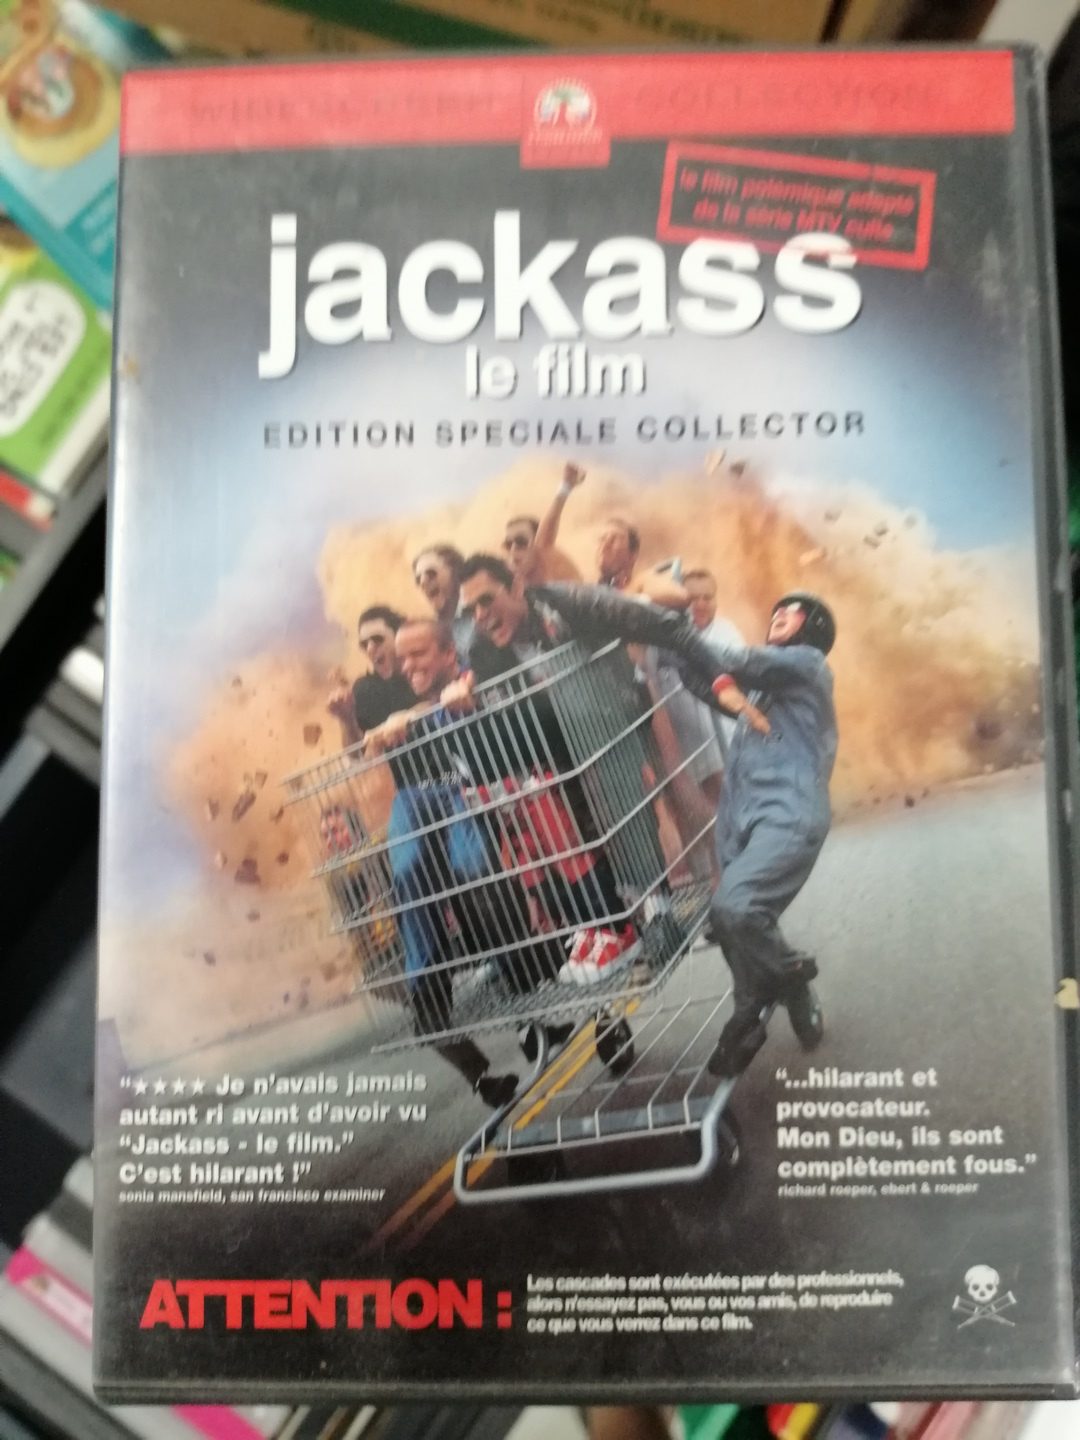 WIDESCREEN COLLECTION
le film polémique adapté
de la série MTV culte
jackass
le film
EDITION SPECIALE COLLECTOR
"★★★★ Je n'avais jamais
autant ri avant d'avoir vu
"Jackass - le film."
C'est hilarant !"
sonia mansfield, san francisco examiner
"...hilarant et
provocateur.
Mon Dieu, ils sont
complètement fous."
richard roeper, ebert & roeper
ATTENTION :
Les cascades sont exécutées par des professionnels,
alors n'essayez pas, vous ou vos amis, de reproduire
ce que vous verrez dans ce film.